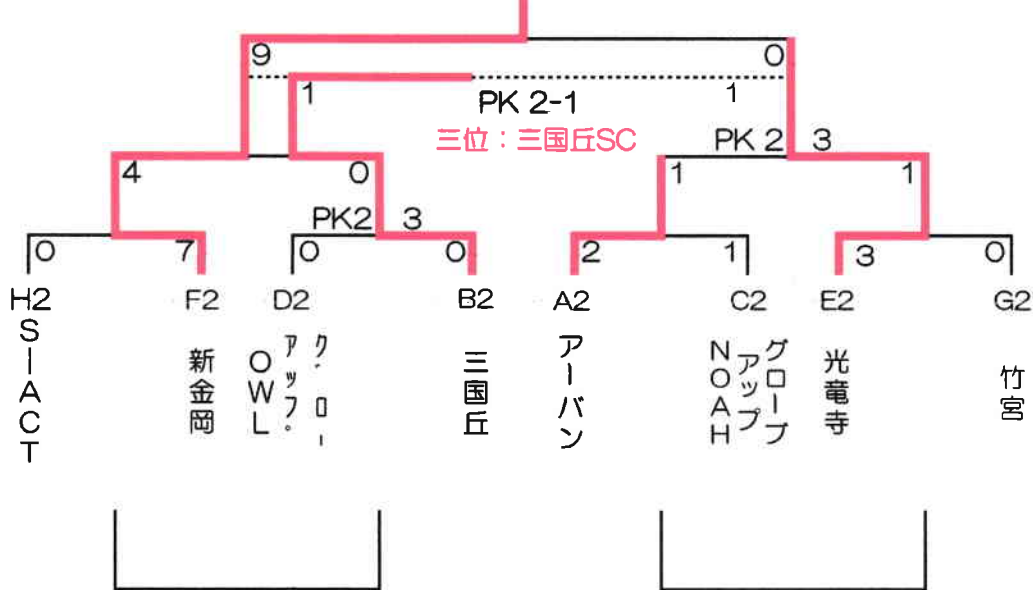 9 0
1 PK 2-1 1
三位：三国丘SC
PK 2 3
4 0 1 1
PK2 3
0 7 0 0 2 1 3 0
H2 F2 D2 B2 A2 C2 E2 G2
SIACT
新金岡
グローアップ
OWL
三国丘
アーバン
グローブ
アップ
NOAH
光竜寺
竹宮